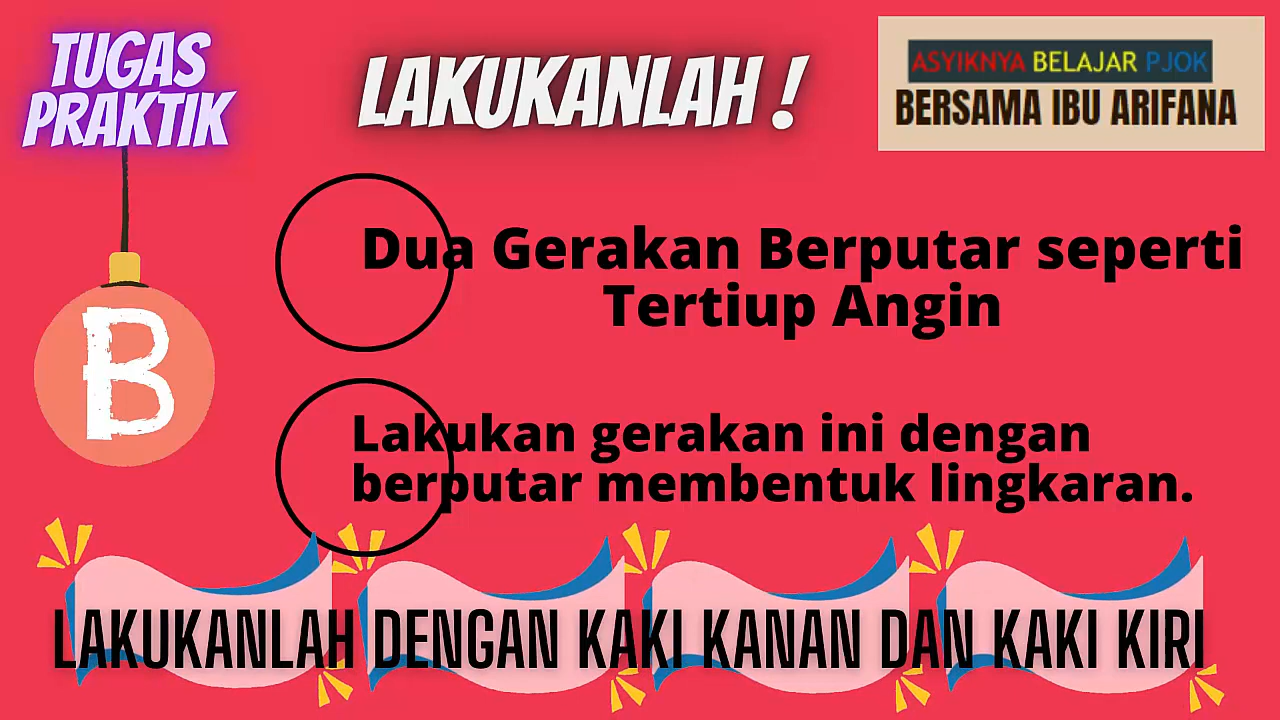 TUGAS
PRAKTIK
LAKUKANLAH !
ASYIKNYA BELAJAR PJOK
BERSAMA IBU ARIFANA
B
Dua Gerakan Berputar seperti
Tertiup Angin
Lakukan gerakan ini dengan
berputar membentuk lingkaran.
LAKUKANLAH DENGAN KAKI KANAN DAN KAKI KIRI